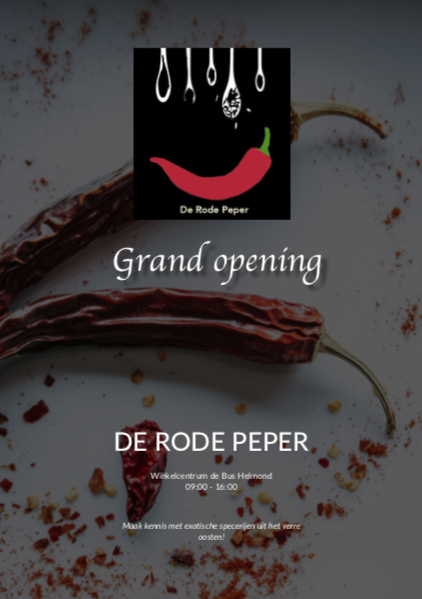 De Rode Peper
Grand opening
DE RODE PEPER
Winkelcentrum de Bus Helmond
09:00 - 16:00
Maak kennis met exotische specerijen uit het verre
oosten!